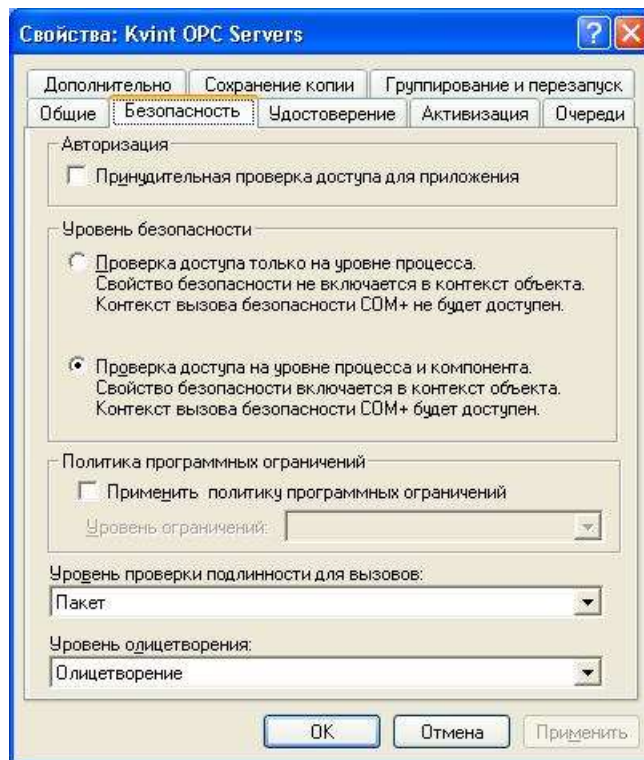 Свойства: Kvint OPC Servers
Дополнительно Сохранение копии Группирование и перезапуск
Общие Безопасность Удостоверение Активизация Очереди
Авторизация
Принудительная проверка доступа для приложения
Уровень безопасности
Проверка доступа только на уровне процесса.
Свойство безопасности не включается в контекст объекта.
Контекст вызова безопасности COM+ не будет доступен.
Проверка доступа на уровне процесса и компонента.
Свойство безопасности включается в контекст объекта.
Контекст вызова безопасности COM+ будет доступен.
Политика программных ограничений
Применить политику программных ограничений
Уровень ограничений:
Уровень проверки подлинности для вызовов:
Пакет
Уровень олицетворения:
Олицетворение
OK Отмена Применить